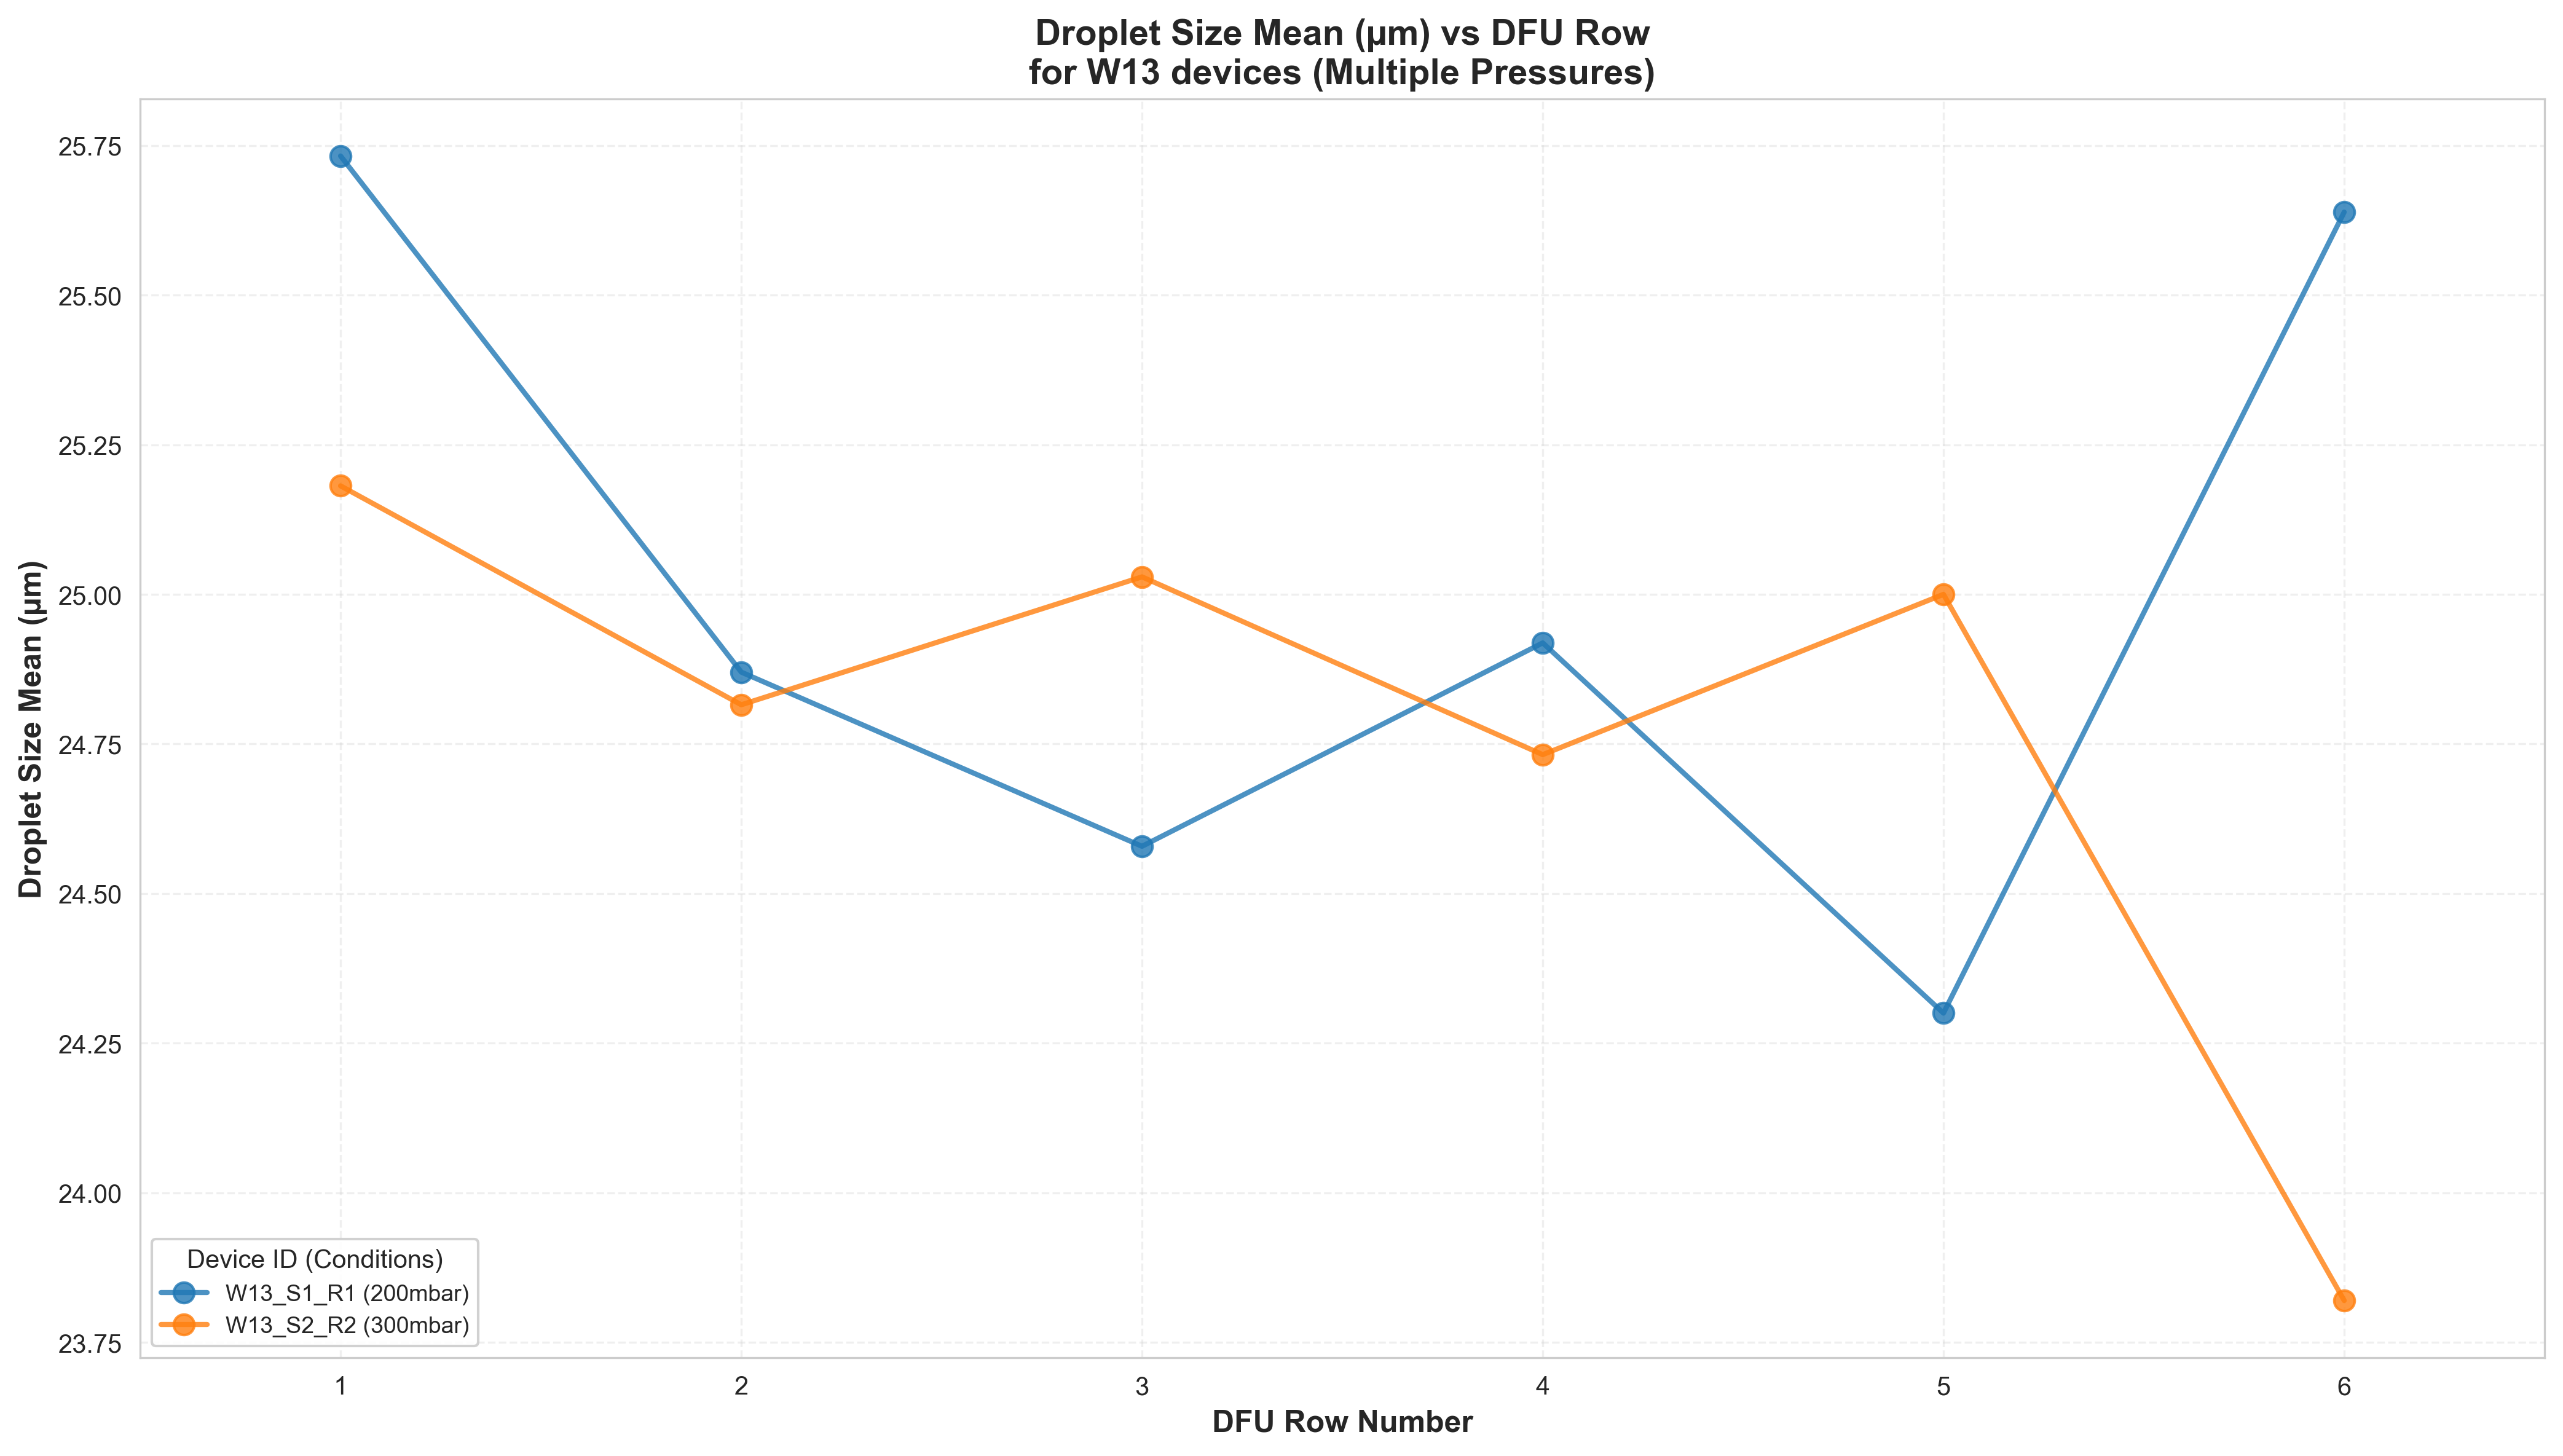 Droplet Size Mean (µm) vs DFU Row
for W13 devices (Multiple Pressures)
Droplet Size Mean (µm)
25.75
25.50
25.25
25.00
24.75
24.50
24.25
24.00
23.75
Device ID (Conditions)
W13_S1_R1 (200mbar)
W13_S2_R2 (300mbar)
1 2 3 4 5 6
DFU Row Number